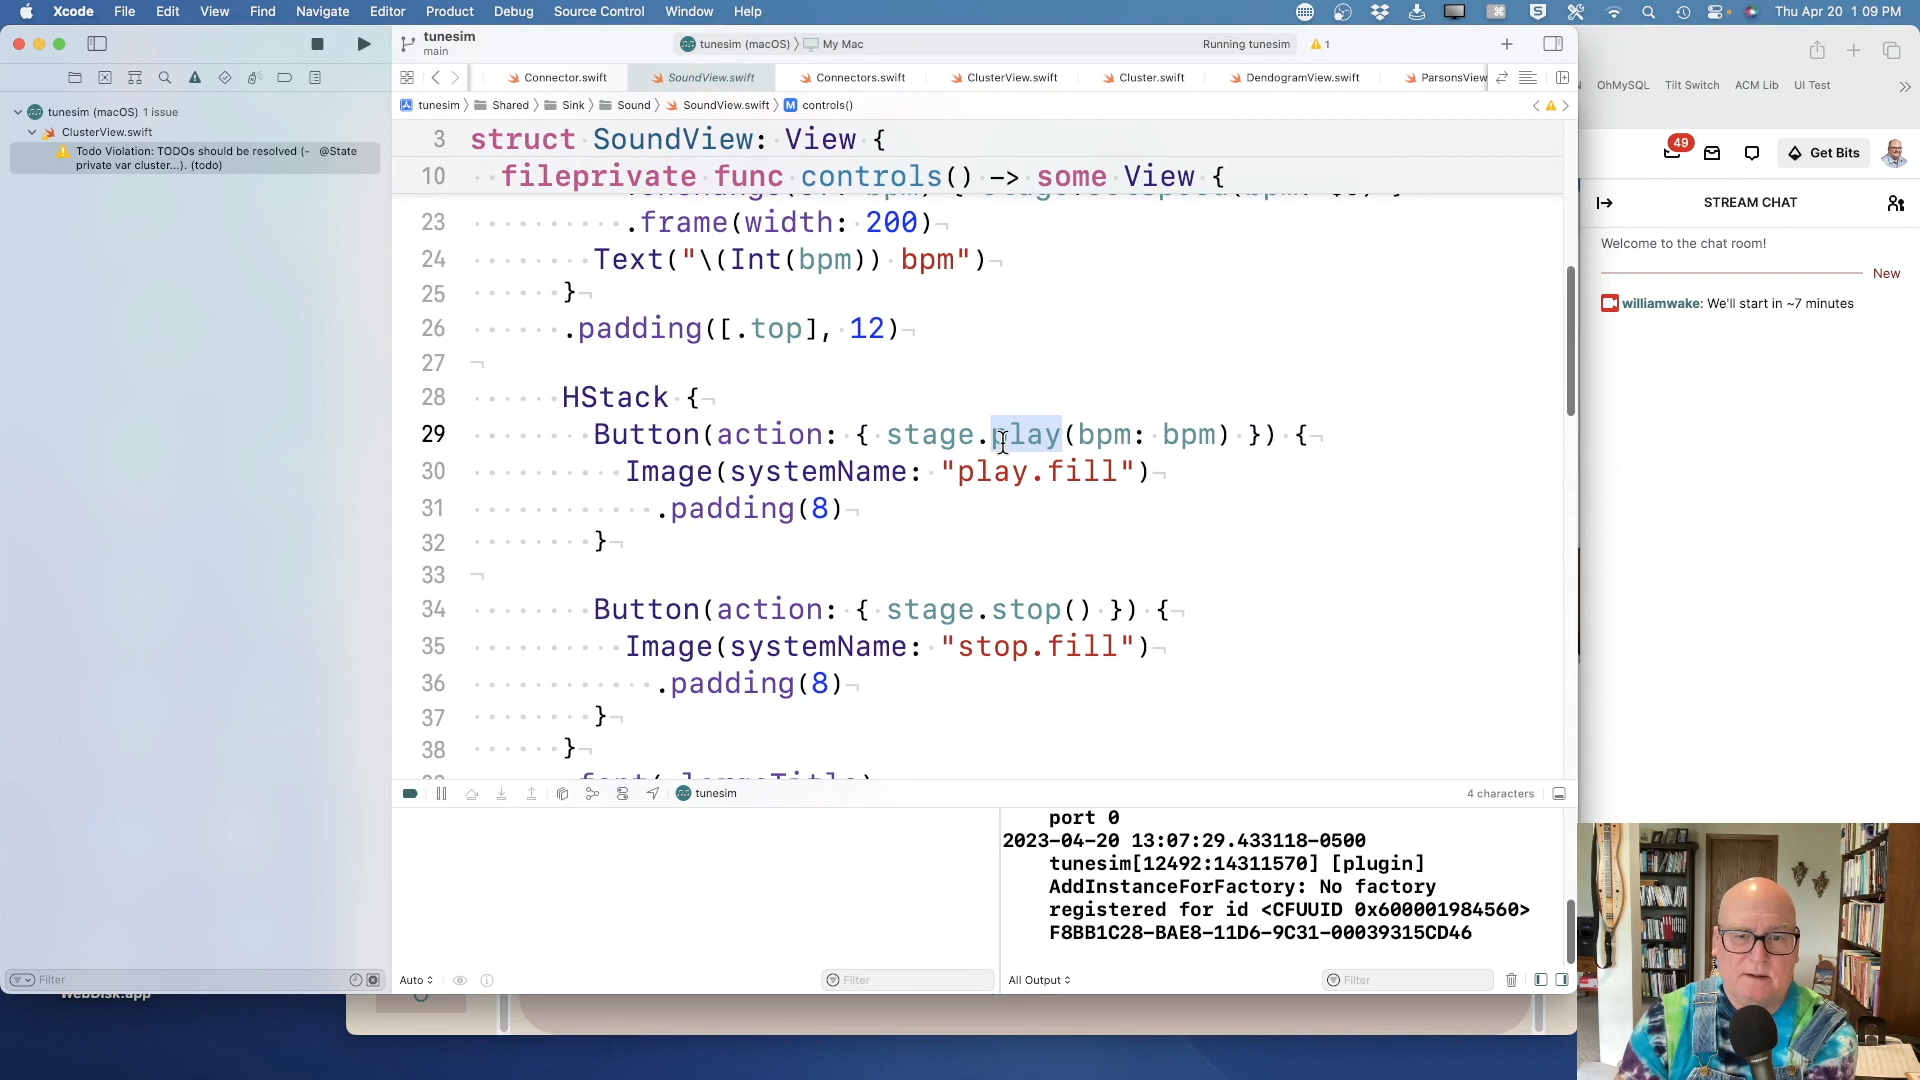 Xcode File Edit View Find Navigate Editor Product Debug Source Control Window Help
Thu Apr 20 1 09 PM
tunesim
main
tunesim (macOS) 〉 My Mac
Running tunesim
1
Connector.swift SoundView.swift Connectors.swift ClusterView.swift Cluster.swift DendogramView.swift ParsonsView
tunesim 〉 Shared 〉 Sink 〉 Sound 〉 SoundView.swift 〉 M controls()
tunesim (macOS) 1 issue
ClusterView.swift
Todo Violation: TODOs should be resolved (- @State
private var cluster...). (todo)
3 struct SoundView: View {
10 fileprivate func controls() -> some View {
23 .frame(width: 200)
24 Text("\(Int(bpm)) bpm")
25 }
26 .padding([.top], 12)
27
28 HStack {
29 Button(action: { stage.play(bpm: bpm) }) {
30 Image(systemName: "play.fill")
31 .padding(8)
32 }
33
34 Button(action: { stage.stop() }) {
35 Image(systemName: "stop.fill")
36 .padding(8)
37 }
38 }
tunesim
4 characters
port 0
2023-04-20 13:07:29.433118-0500
tunesim[12492:14311570] [plugin]
AddInstanceForFactory: No factory
registered for id <CFUUID 0x600001984560>
F8BB1C28-BAE8-11D6-9C31-00039315CD46
Filter
Auto
Filter
All Output
Filter
WebDisk.app
OhMySQL Tilt Switch ACM Lib UI Test
49
Get Bits
STREAM CHAT
Welcome to the chat room!
New
williamwake: We'll start in ~7 minutes